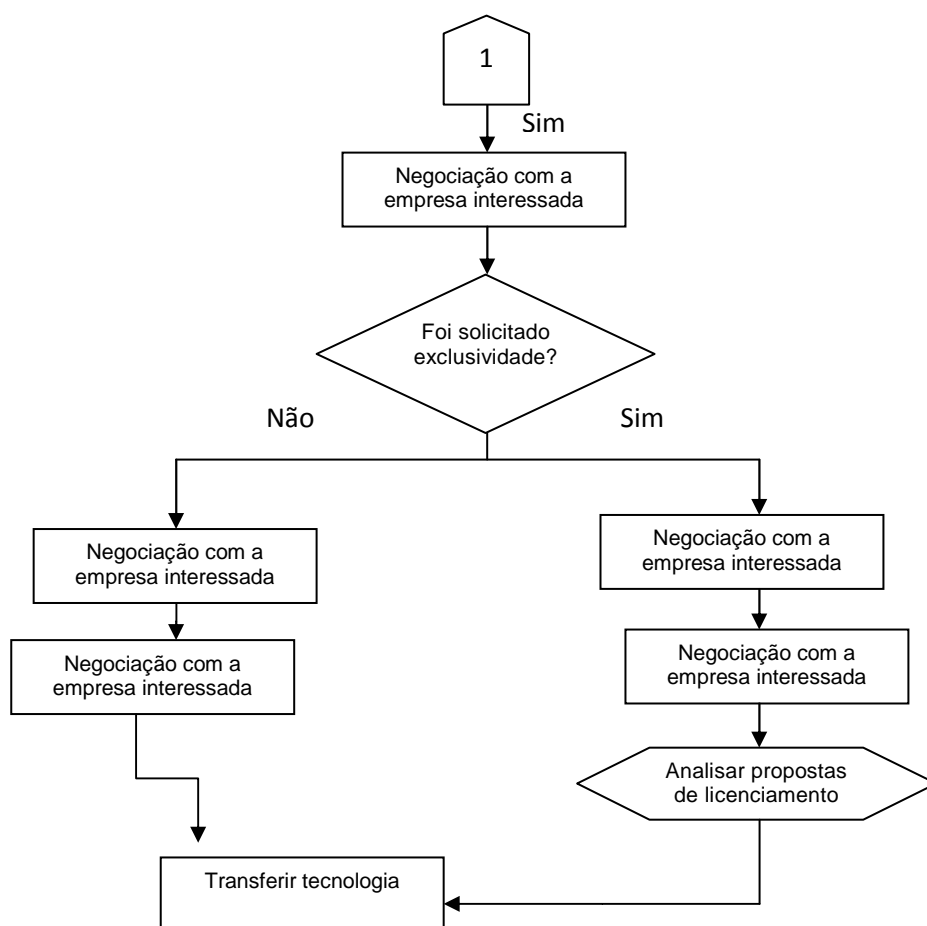 1
Sim
Negociação com a
empresa interessada
Foi solicitado
exclusividade?
Não
Sim
Negociação com a
empresa interessada
Negociação com a
empresa interessada
Negociação com a
empresa interessada
Negociação com a
empresa interessada
Analisar propostas
de licenciamento
Transferir tecnologia